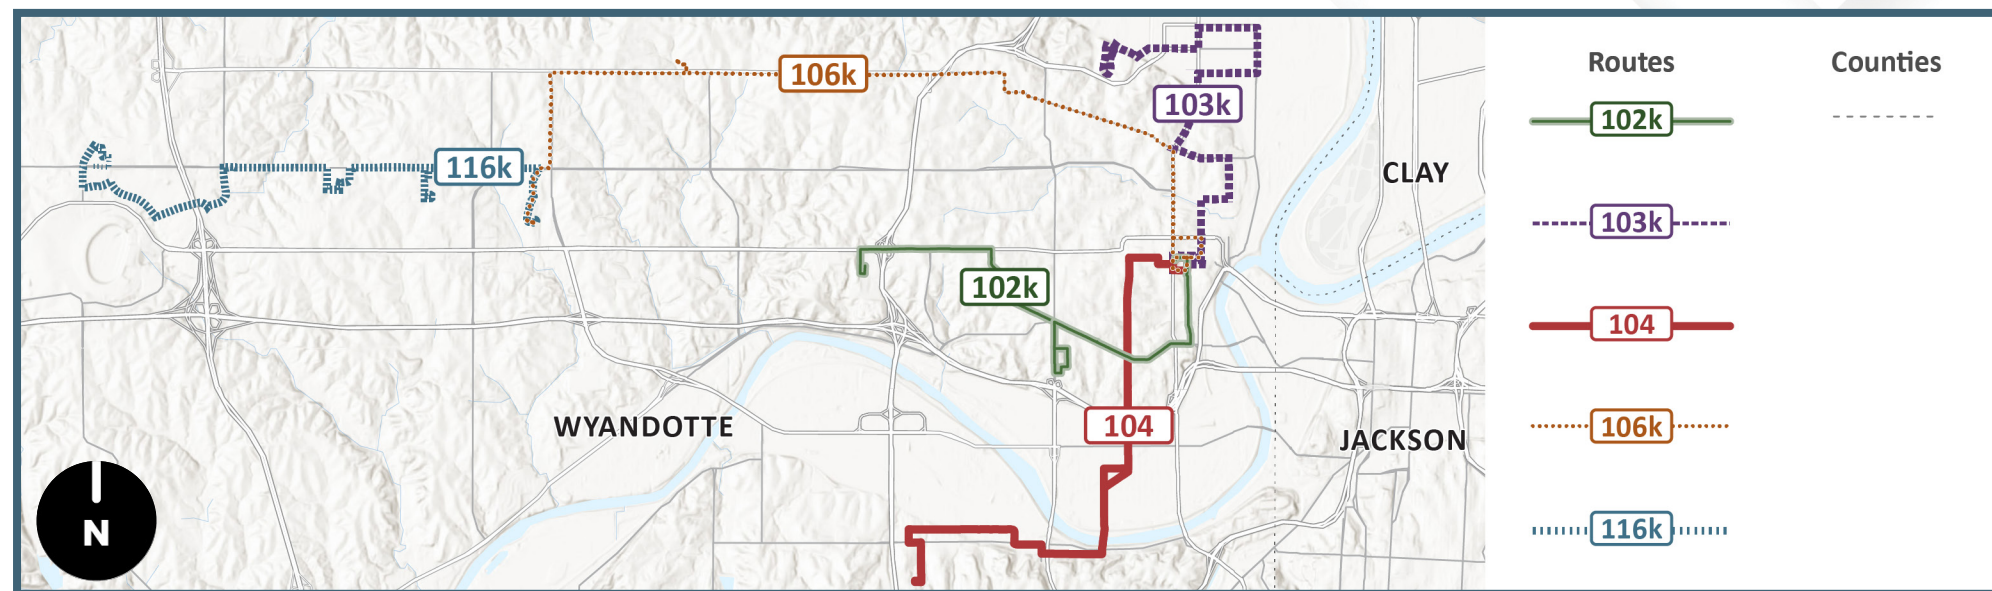 106k
103k
116k
CLAY
102k
WYANDOTTE
104
JACKSON
N
Routes
102k
103k
104
106k
116k
Counties